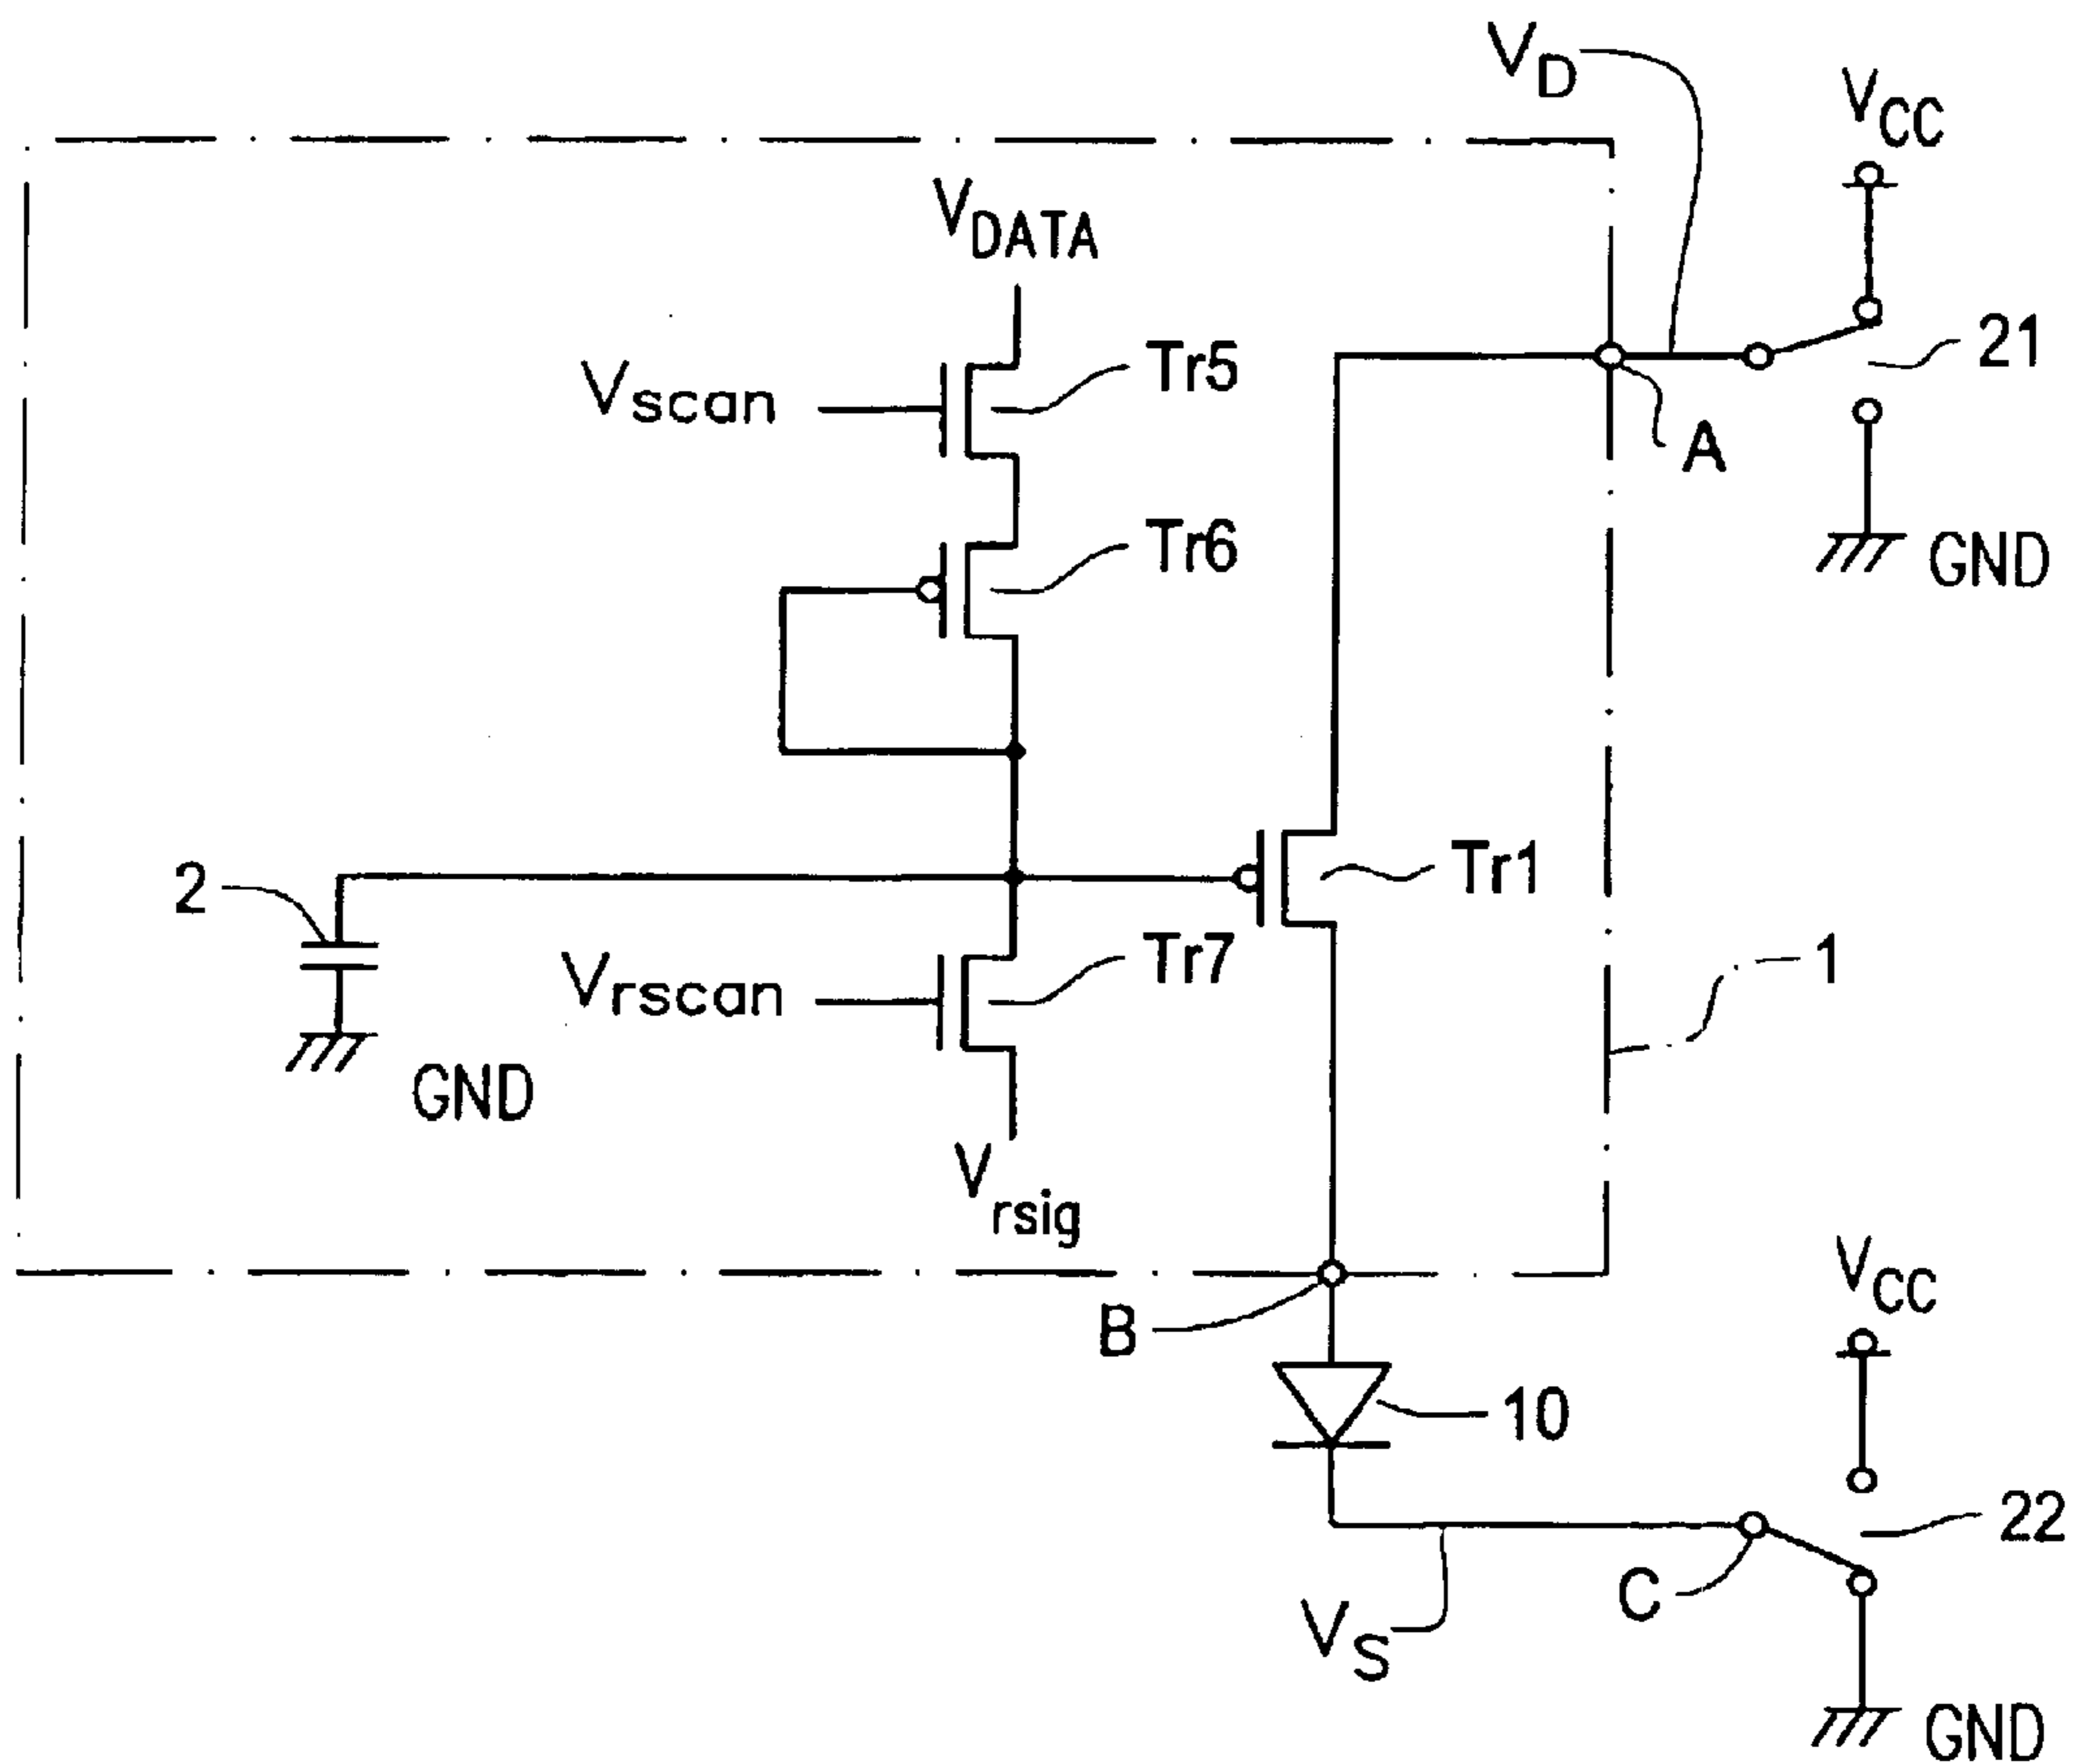 VD
VCC
VDATA
21
Vscan
Tr5
A
Tr6
GND
2
Tr1
Vrscan
Tr7
1
GND
Vrsig
B
VCC
10
22
C
VS
GND